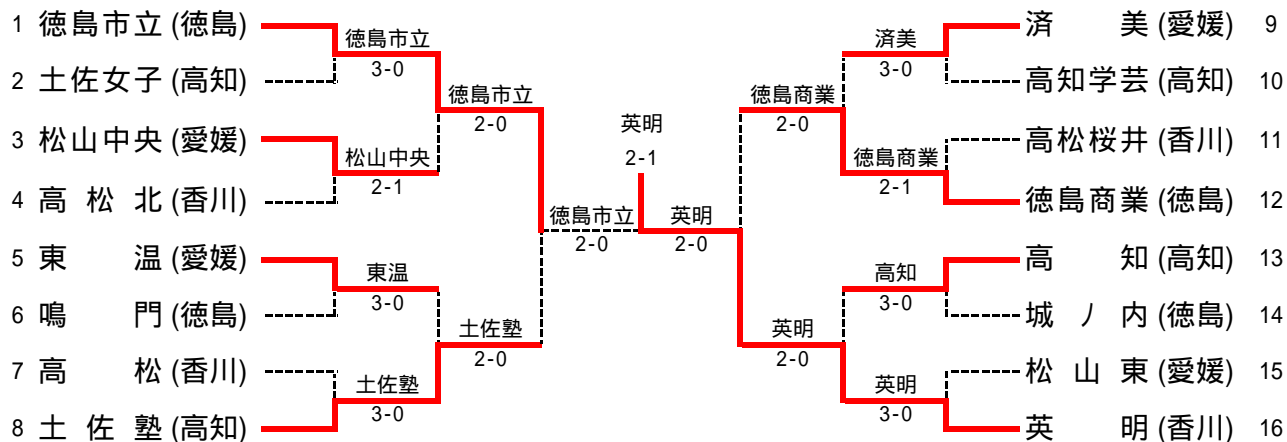 1 徳島市立 (徳島)
2 土佐女子 (高知)
3 松山中央 (愛媛)
4 高松北 (香川)
5 東温 (愛媛)
6 鳴門 (徳島)
7 高松 (香川)
8 土佐塾 (高知)
徳島市立
3-0
松山中央
2-1
東温
3-0
土佐塾
3-0
徳島市立
2-0
土佐塾
2-0
徳島市立
2-0
英明
2-1
英明
2-0
徳島商業
2-0
英明
2-0
済美
3-0
徳島商業
2-1
高知
3-0
英明
3-0
済美 (愛媛) 9
高知学芸 (高知) 10
高松桜井 (香川) 11
徳島商業 (徳島) 12
高知 (高知) 13
城ノ内 (徳島) 14
松山東 (愛媛) 15
英明 (香川) 16